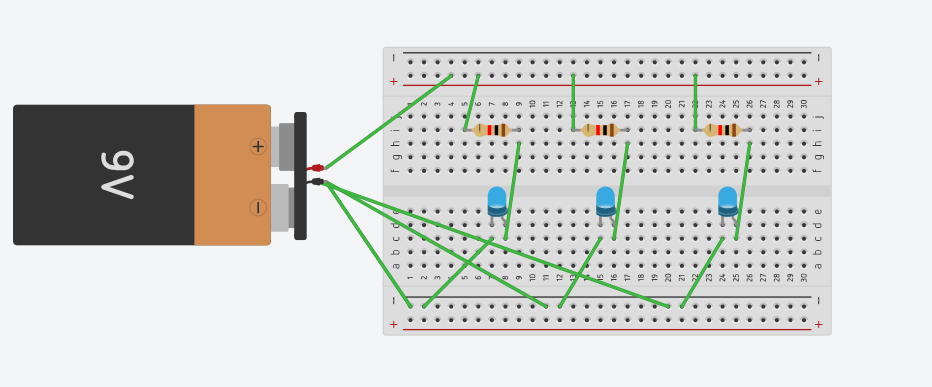 9V
+
−
− −
+ +
1 2 3 4 5 6 7 8 9 10 11 12 13 14 15 16 17 18 19 20 21 22 23 24 25 26 27 28 29 30
j j
i i
h h
g g
f f
e e
d d
c c
b b
a a
1 2 3 4 5 6 7 8 9 10 11 12 13 14 15 16 17 18 19 20 21 22 23 24 25 26 27 28 29 30
− −
+ +